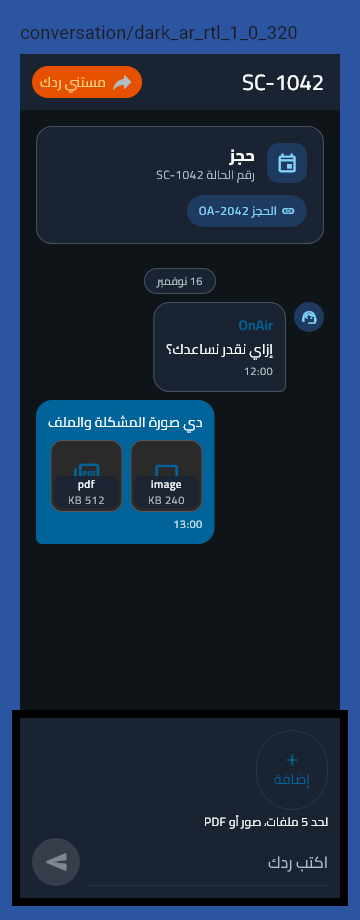 conversation/dark_ar_rtl_1_0_320
SC-1042
مستني ردك
حجز
رقم الحالة SC-1042
الحجز OA-2042
16 نوفمبر
OnAir
إزاي نقدر نساعدك؟
12:00
دي صورة المشكلة والملف
image
240 KB
PDF
pdf
512 KB
13:00
+
إضافة
لحد 5 ملفات، صور أو PDF
اكتب ردك